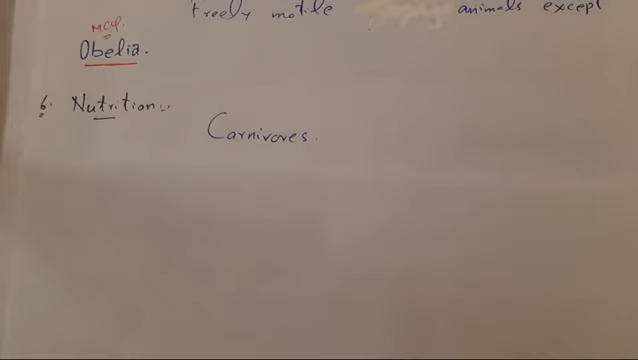 freely motile animals except
MCQ.
Obelia.
6. Nutrition:.
Carnivores.